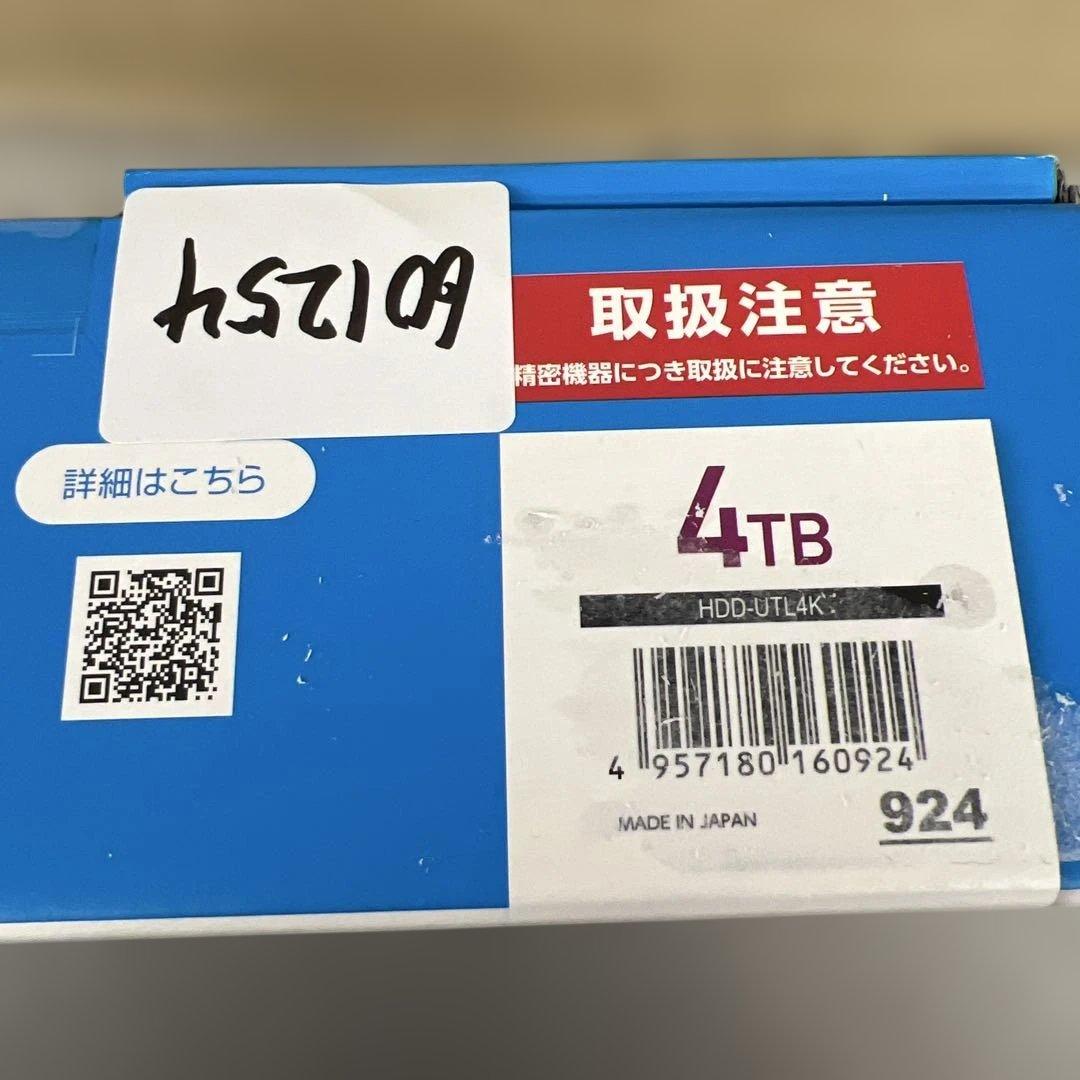 取扱注意
精密機器につき取扱に注意してください。
詳細はこちら
4TB
HDD-UTL4K
4 957180 160924
MADE IN JAPAN
924